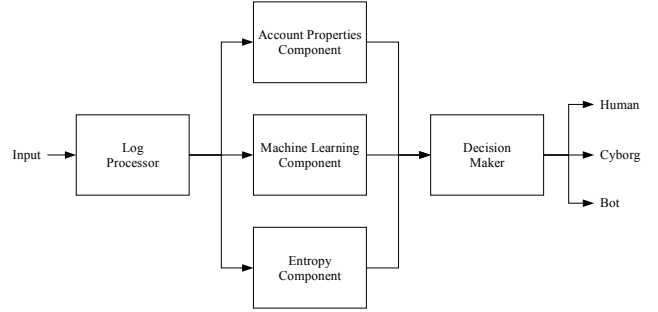 Input
Log
Processor
Account Properties
Component
Machine Learning
Component
Entropy
Component
Decision
Maker
Human
Cyborg
Bot